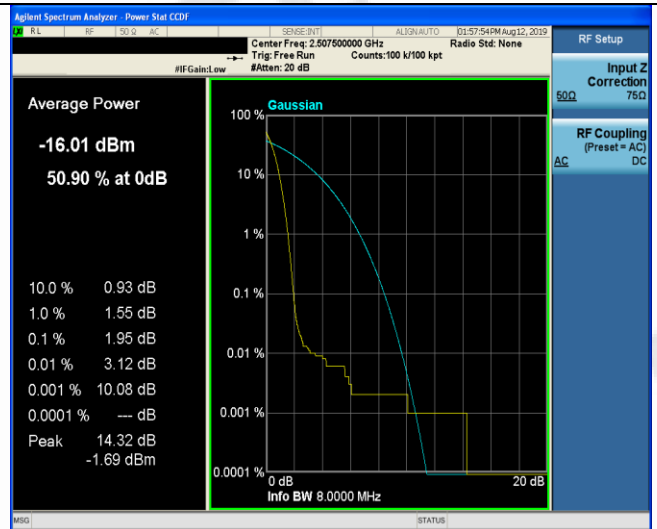 Agilent Spectrum Analyzer - Power Stat CCDF
RL RF 50 Ω AC SENSE:INT ALIGN AUTO 01:57:54PM Aug 12, 2019
Center Freq: 2.507500000 GHz Radio Std: None
Trig: Free Run Counts:100 k/100 kpt
#IFGain:Low #Atten: 20 dB
RF Setup
Input Z
Correction
50Ω 75Ω
RF Coupling
(Preset = AC)
AC DC
Average Power
-16.01 dBm
50.90 % at 0dB
10.0 % 0.93 dB
1.0 % 1.55 dB
0.1 % 1.95 dB
0.01 % 3.12 dB
0.001 % 10.08 dB
0.0001 % --- dB
Peak 14.32 dB
-1.69 dBm
Gaussian
100 %
10 %
1 %
0.1 %
0.01 %
0.001 %
0.0001 %
0 dB 20 dB
Info BW 8.0000 MHz
MSG STATUS